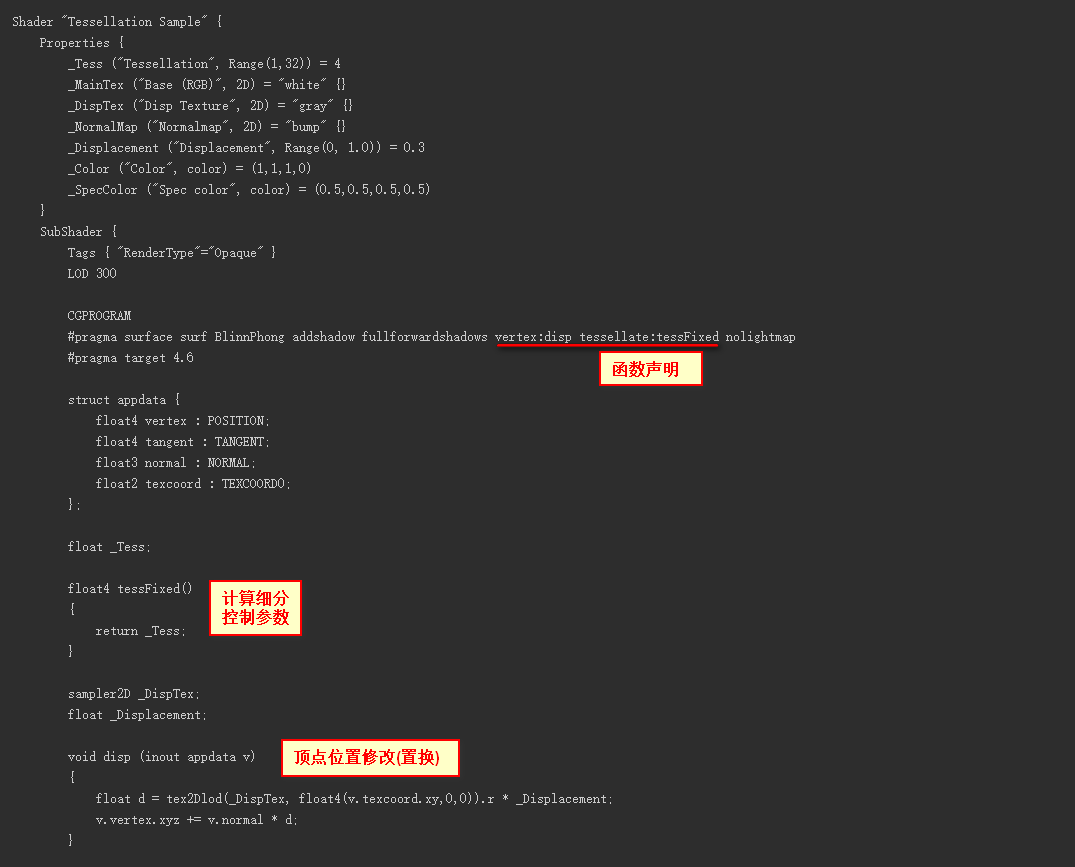 Shader "Tessellation Sample" {
Properties {
_Tess ("Tessellation", Range(1,32)) = 4
_MainTex ("Base (RGB)", 2D) = "white" {}
_DispTex ("Disp Texture", 2D) = "gray" {}
_NormalMap ("Normalmap", 2D) = "bump" {}
_Displacement ("Displacement", Range(0, 1.0)) = 0.3
_Color ("Color", color) = (1,1,1,0)
_SpecColor ("Spec color", color) = (0.5,0.5,0.5,0.5)
}
SubShader {
Tags { "RenderType"="Opaque" }
LOD 300
CGPROGRAM
#pragma surface surf BlinnPhong addshadow fullforwardshadows vertex:disp tessellate:tessFixed nolightmap
#pragma target 4.6
函数声明
struct appdata {
float4 vertex : POSITION;
float4 tangent : TANGENT;
float3 normal : NORMAL;
float2 texcoord : TEXCOORD0;
};
float _Tess;
float4 tessFixed()
{
return _Tess;
}
计算细分
控制参数
sampler2D _DispTex;
float _Displacement;
void disp (inout appdata v)
顶点位置修改(置换)
{
float d = tex2Dlod(_DispTex, float4(v.texcoord.xy,0,0)).r * _Displacement;
v.vertex.xyz += v.normal * d;
}